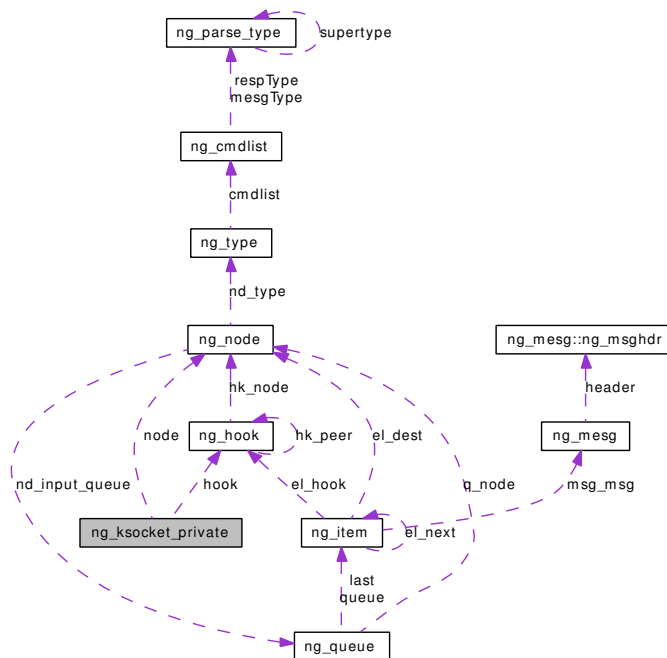 ng_parse_type
supertype
respType
mesgType
ng_cmdlist
cmdlist
ng_type
nd_type
ng_node
ng_mesg::ng_msghdr
hk_node
header
node
ng_hook
hk_peer
el_dest
ng_mesg
nd_input_queue
hook
el_hook
q_node
msg_msg
ng_ksocket_private
ng_item
el_next
last
queue
ng_queue